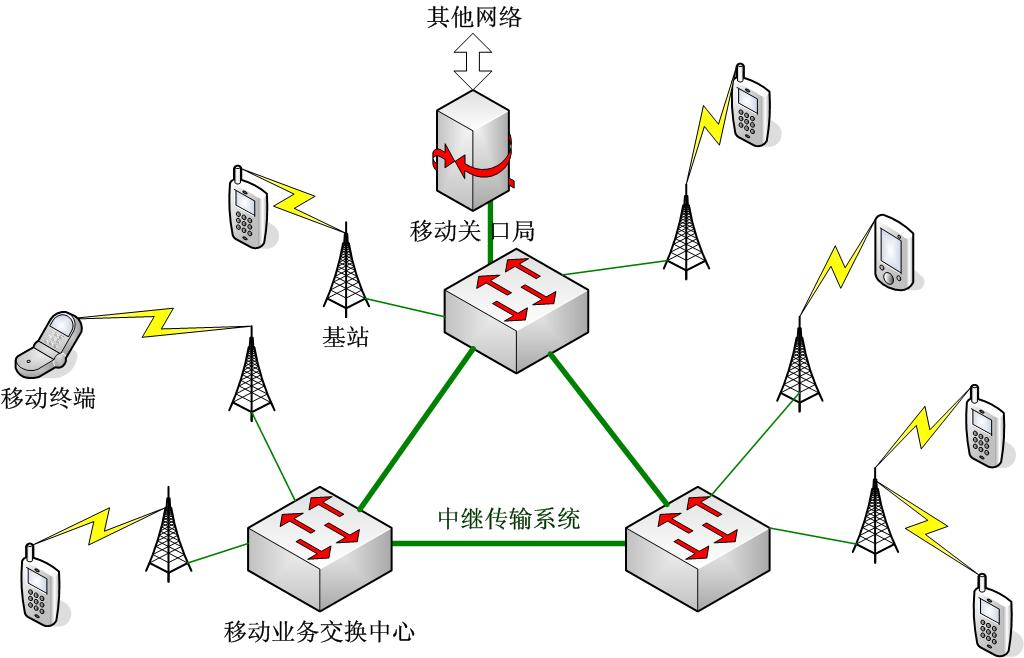 其他网络
移动关 口局
基站
移动终端
中继传输系统
移动业务交换中心